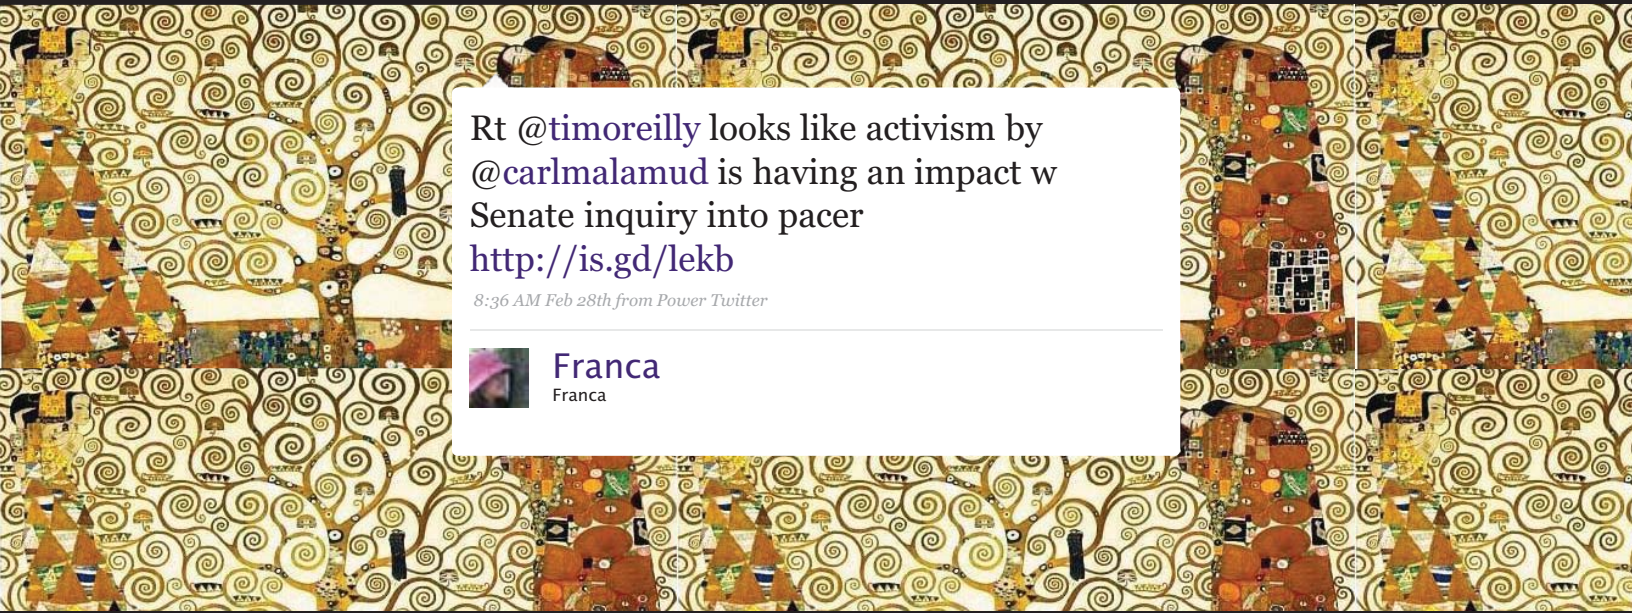 Rt @timoreilly looks like activism by
@carlmalamud is having an impact w
Senate inquiry into pacer
http://is.gd/lekb
8:36 AM Feb 28th from Power Twitter
Franca
Franca